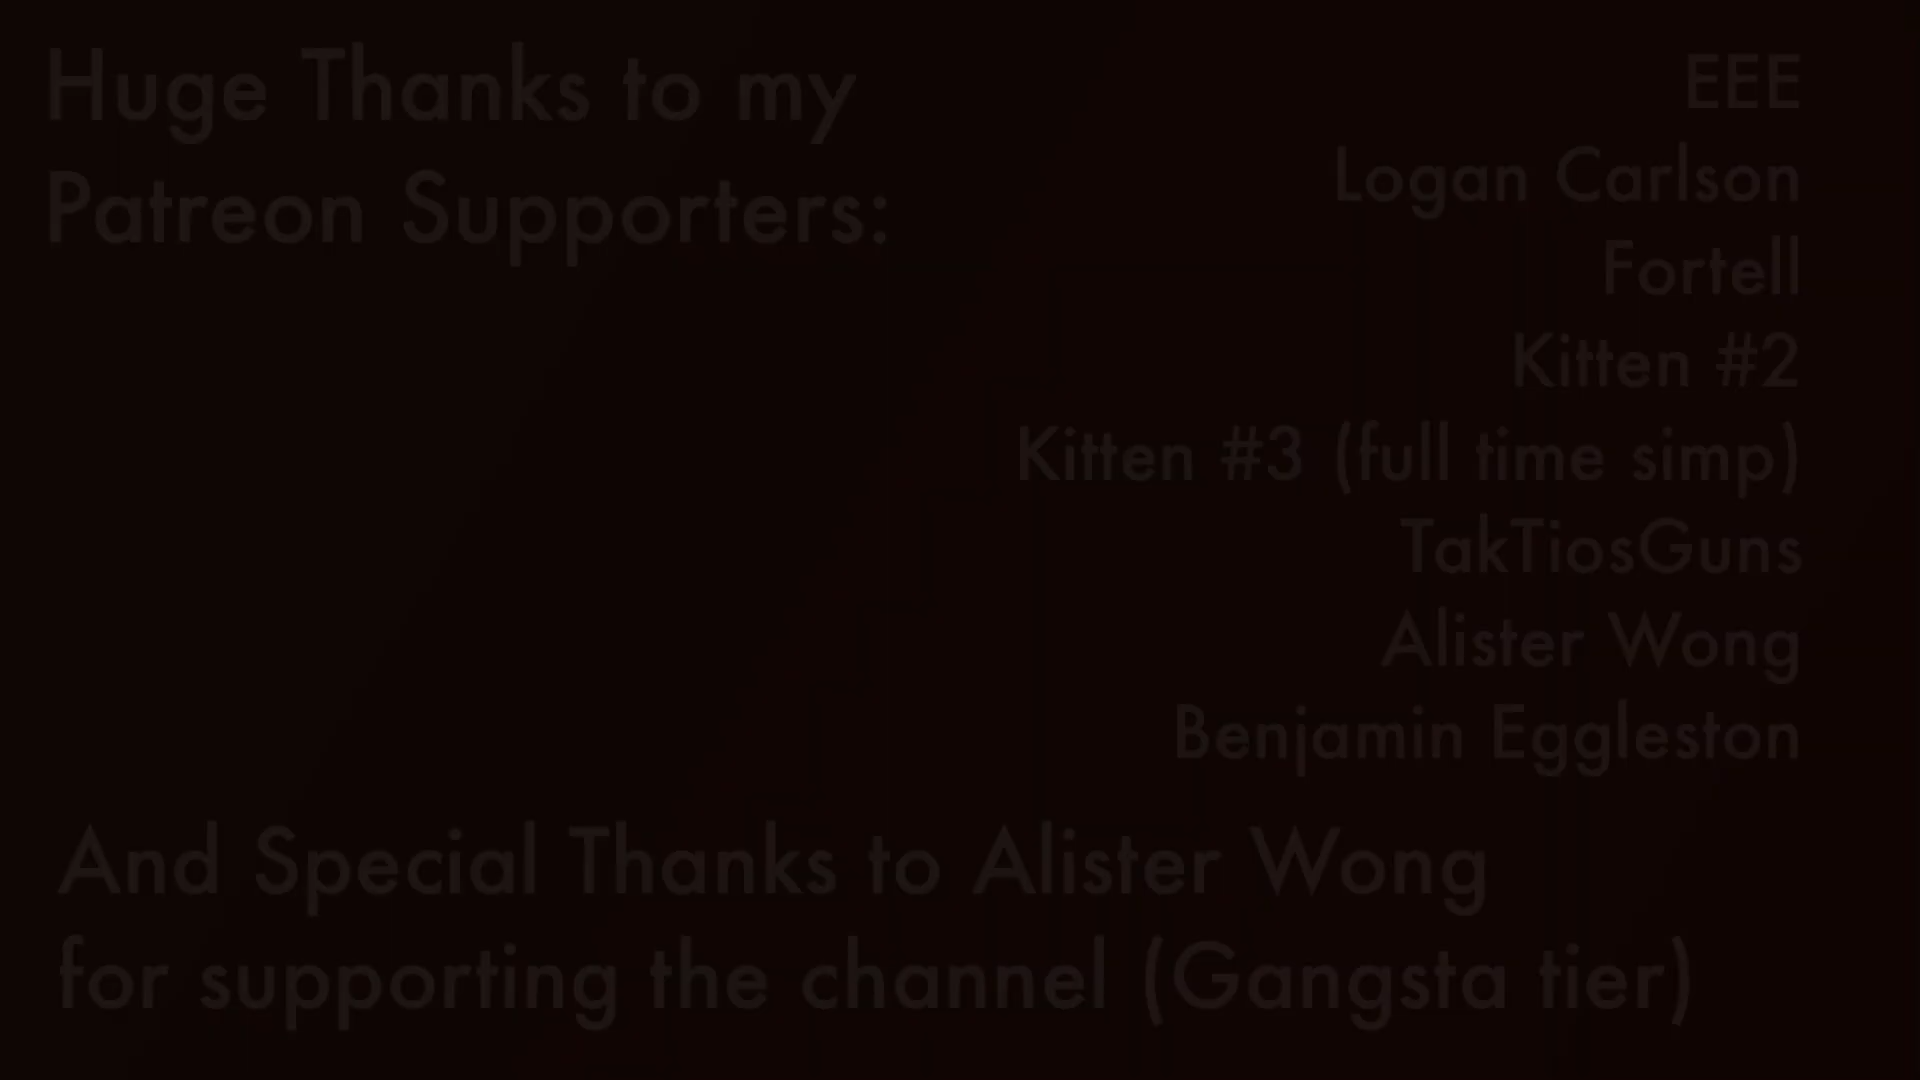 Huge Thanks to my
Patreon Supporters:
EEE
Logan Carlson
Fortell
Kitten #2
Kitten #3 (full time simp)
TakTiosGuns
Alister Wong
Benjamin Eggleston
And Special Thanks to Alister Wong
for supporting the channel (Gangsta tier)